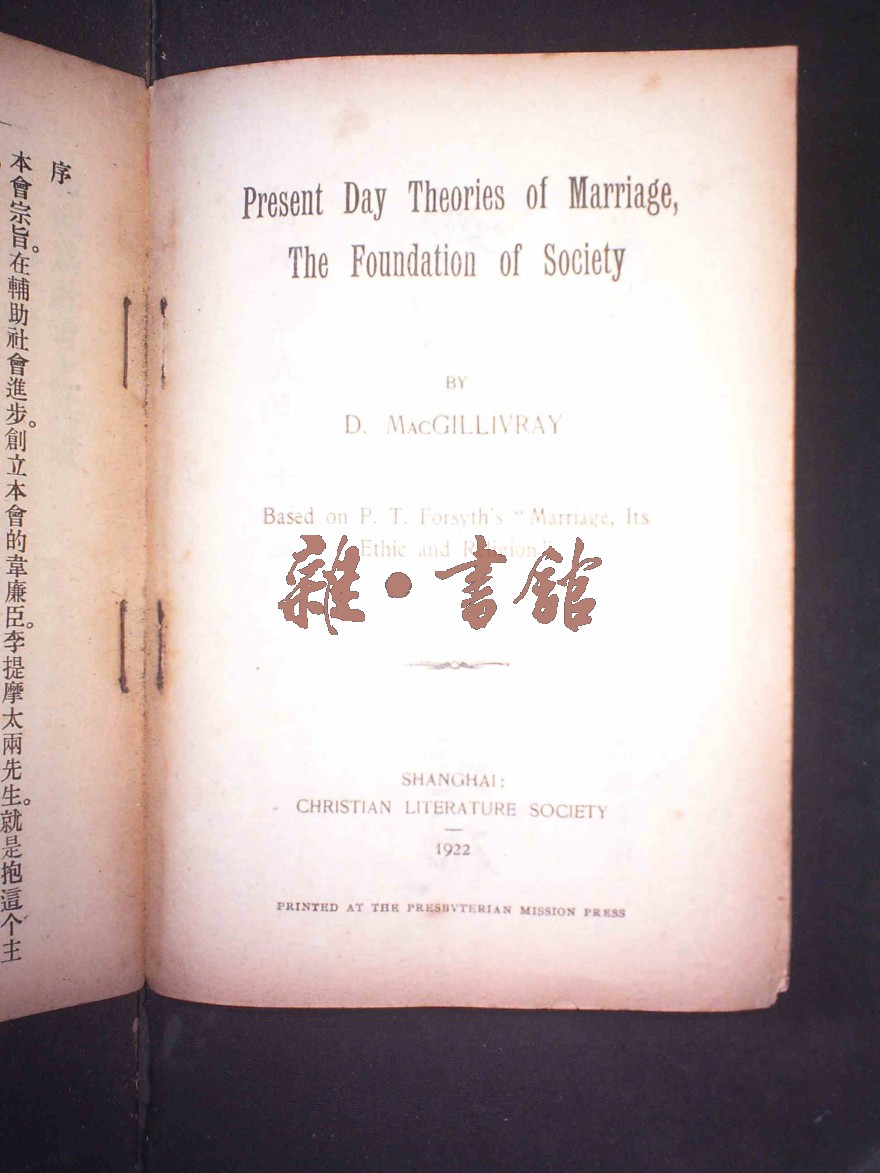 序
本會宗旨。在輔助社會進步。創立本會的韋廉臣。李提摩太兩先生。就是抱這个主
Present Day Theories of Marriage,
The Foundation of Society
BY
D. MacGILLIVRAY
Based on P. T. Forsyth's "Marriage, Its
Ethic and Religion"
雜·書館
SHANGHAI:
CHRISTIAN LITERATURE SOCIETY
1922
PRINTED AT THE PRESBYTERIAN MISSION PRESS